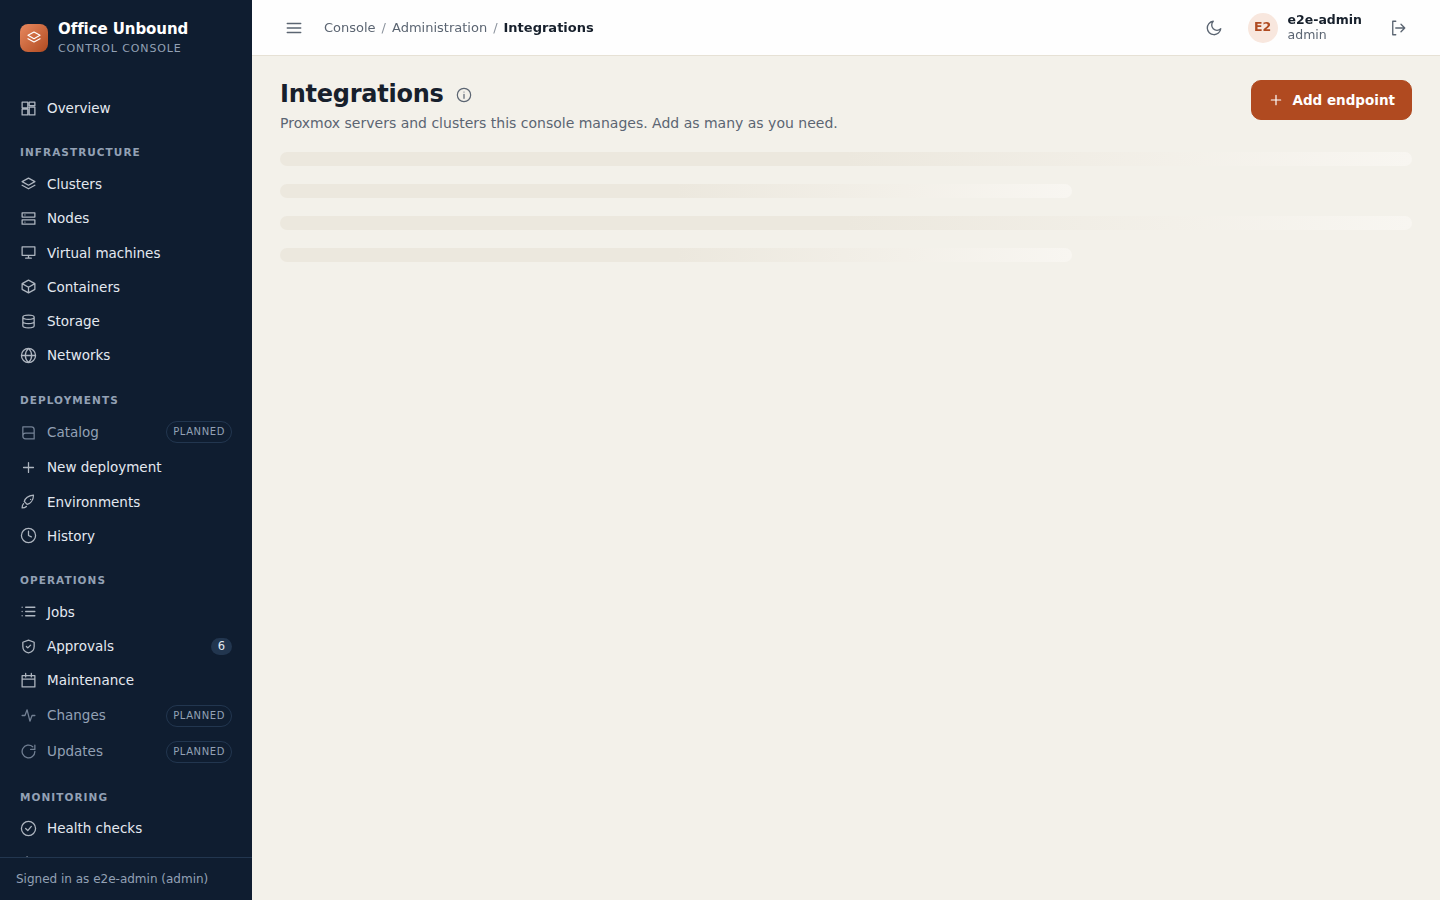 Office Unbound
CONTROL CONSOLE
Overview
INFRASTRUCTURE
Clusters
Nodes
Virtual machines
Containers
Storage
Networks
DEPLOYMENTS
Catalog PLANNED
New deployment
Environments
History
OPERATIONS
Jobs
Approvals 6
Maintenance
Changes PLANNED
Updates PLANNED
MONITORING
Health checks
Signed in as e2e-admin (admin)
Console / Administration / Integrations
E2 e2e-admin
admin
Integrations
Proxmox servers and clusters this console manages. Add as many as you need.
Add endpoint